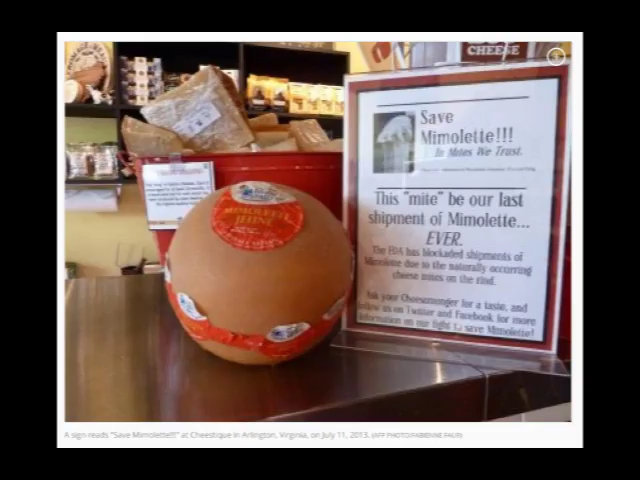 CHEESE
Save
Mimolette!!!
In Mites We Trust.
This "mite" be our last
shipment of Mimolette...
EVER.
The FDA has blockaded shipments of
Mimolette due to the naturally occurring
cheese mites on the rind.
Ask your Cheesemonger for a taste, and
follow us on Twitter and Facebook for more
information on our fight to save Mimolette!
MIMOLETTE
JEUNE
A sign reads "Save Mimolette!!!" at Cheestique in Arlington, Virginia, on July 11, 2013. (AFP PHOTO/FABIENNE FAUR)